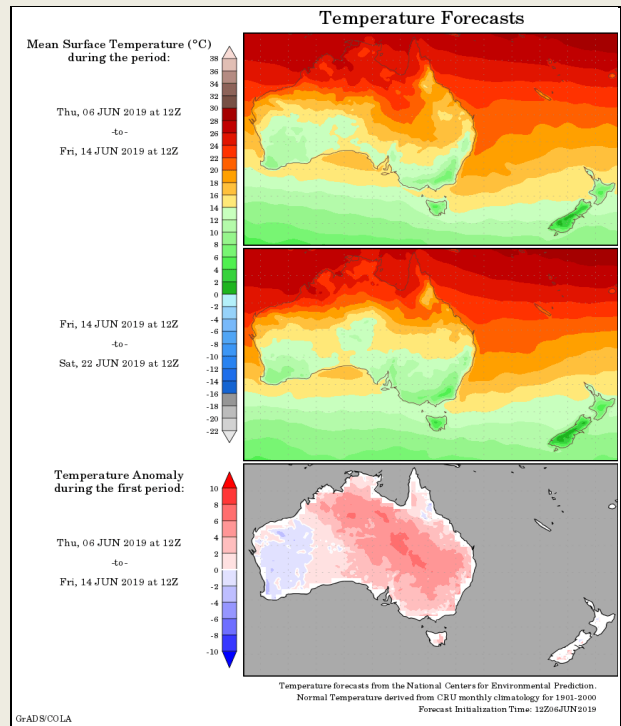 Temperature Forecasts
Mean Surface Temperature (°C)
during the period:
Thu, 06 JUN 2019 at 12Z
-to-
Fri, 14 JUN 2019 at 12Z
38
36
34
32
30
28
26
24
22
20
18
16
14
12
10
8
6
4
2
0
-2
-4
-6
-8
-10
-12
-14
-16
-17
-18
-20
-22
Fri, 14 JUN 2019 at 12Z
-to-
Sat, 22 JUN 2019 at 12Z
Temperature Anomaly
during the first period:
Thu, 06 JUN 2019 at 12Z
-to-
Fri, 14 JUN 2019 at 12Z
10
8
6
4
2
0
-2
-4
-6
-8
-10
Temperature forecasts from the National Centers for Environmental Prediction.
Normal Temperature derived from CRU monthly climatology for 1901-2000
Forecast Initialization Time: 12Z06JUN2019
GrADS/COLA